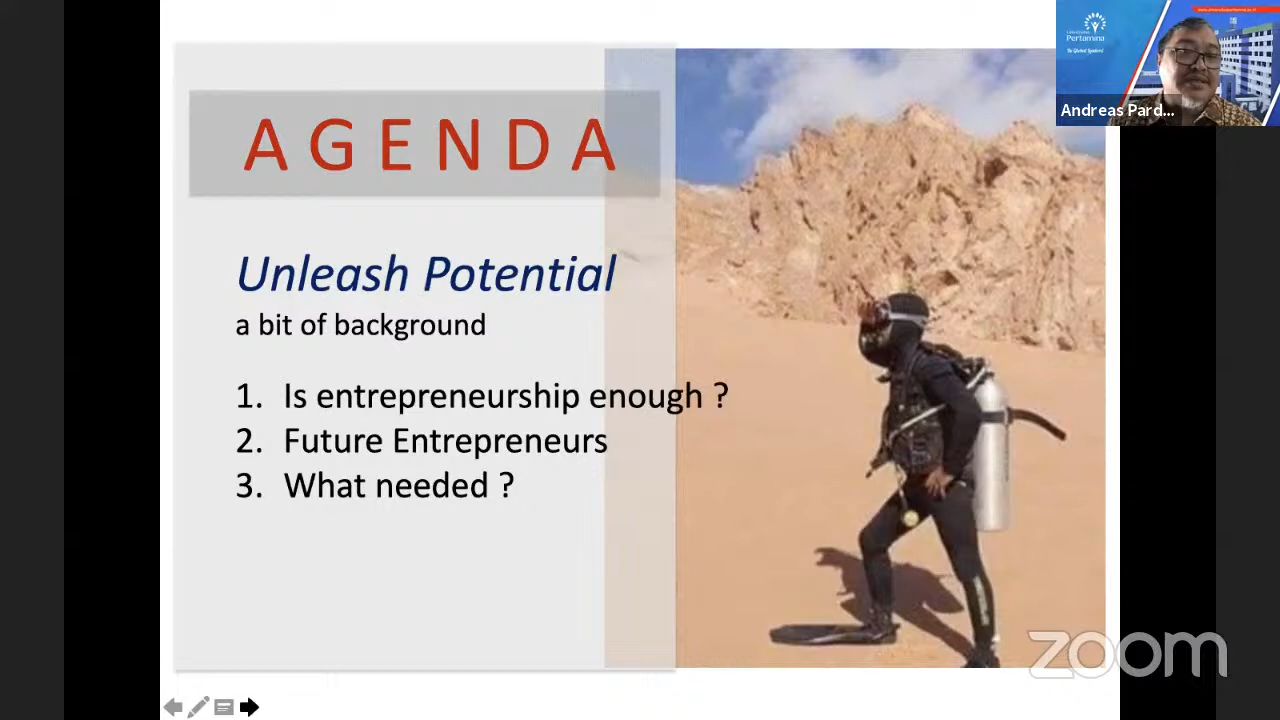 AGENDA
Unleash Potential
a bit of background
1. Is entrepreneurship enough ?
2. Future Entrepreneurs
3. What needed ?
Pertamina
Andreas Pard...
zoom